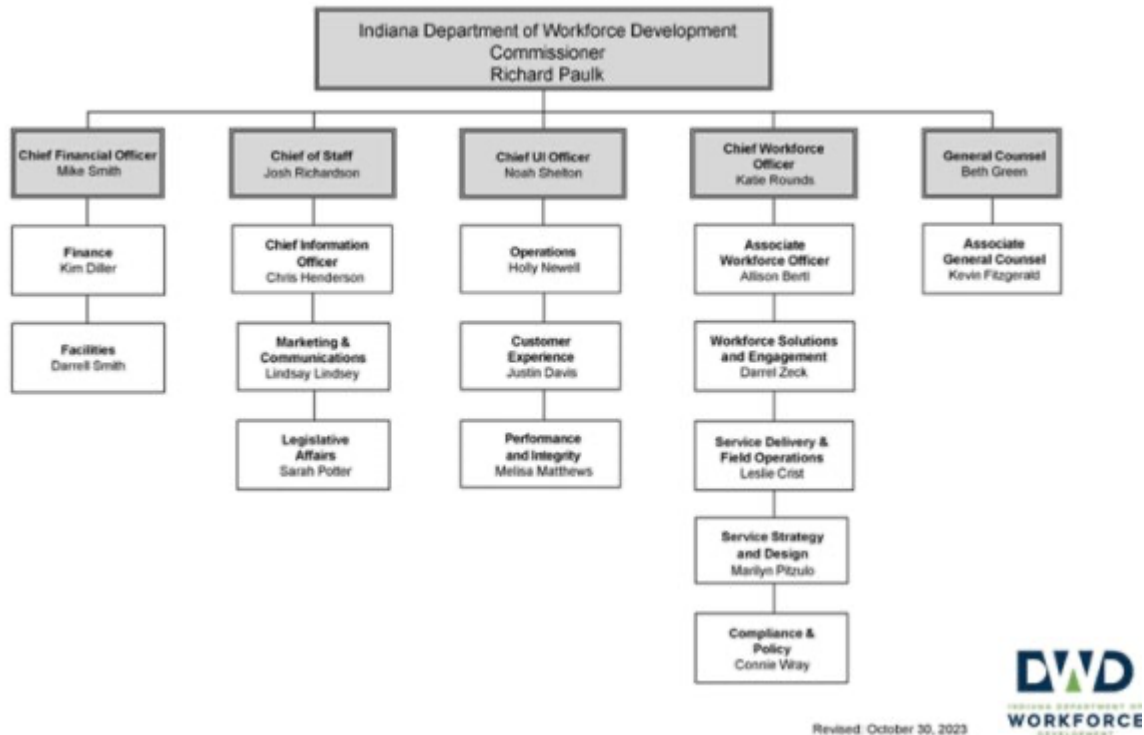 Indiana Department of Workforce Development
Commissioner
Richard Paulk
Chief Financial Officer
Mike Smith
Chief of Staff
Josh Richardson
Chief UI Officer
Noah Shelton
Chief Workforce
Officer
Katie Rounds
General Counsel
Beth Green
Finance
Kim Diller
Chief Information
Officer
Chris Henderson
Operations
Holly Newell
Associate
Workforce Officer
Allison Bertl
Associate
General Counsel
Kevin Fitzgerald
Facilities
Darrell Smith
Marketing &
Communications
Lindsay Lindsey
Customer
Experience
Justin Davis
Workforce Solutions
and Engagement
Darrel Zeck
Legislative
Affairs
Sarah Potter
Performance
and Integrity
Melisa Matthews
Service Delivery &
Field Operations
Leslie Crist
Service Strategy
and Design
Marilyn Pitzulo
Compliance &
Policy
Connie Wray
Revised: October 30, 2023
DWD
INDIANA DEPARTMENT OF
WORKFORCE
DEVELOPMENT